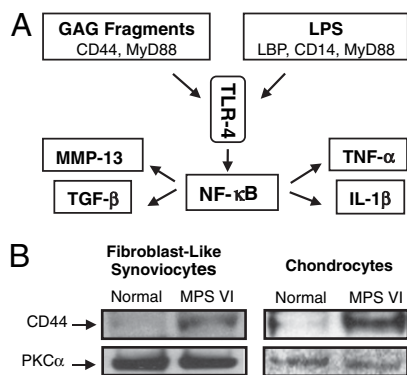 A
GAG Fragments
CD44, MyD88
LPS
LBP, CD14, MyD88
TLR-4
MMP-13
TGF-β
NF-κB
TNF-α
IL-1β
B
Fibroblast-Like
Synoviocytes
Chondrocytes
Normal MPS VI Normal MPS VI
CD44
PKCα